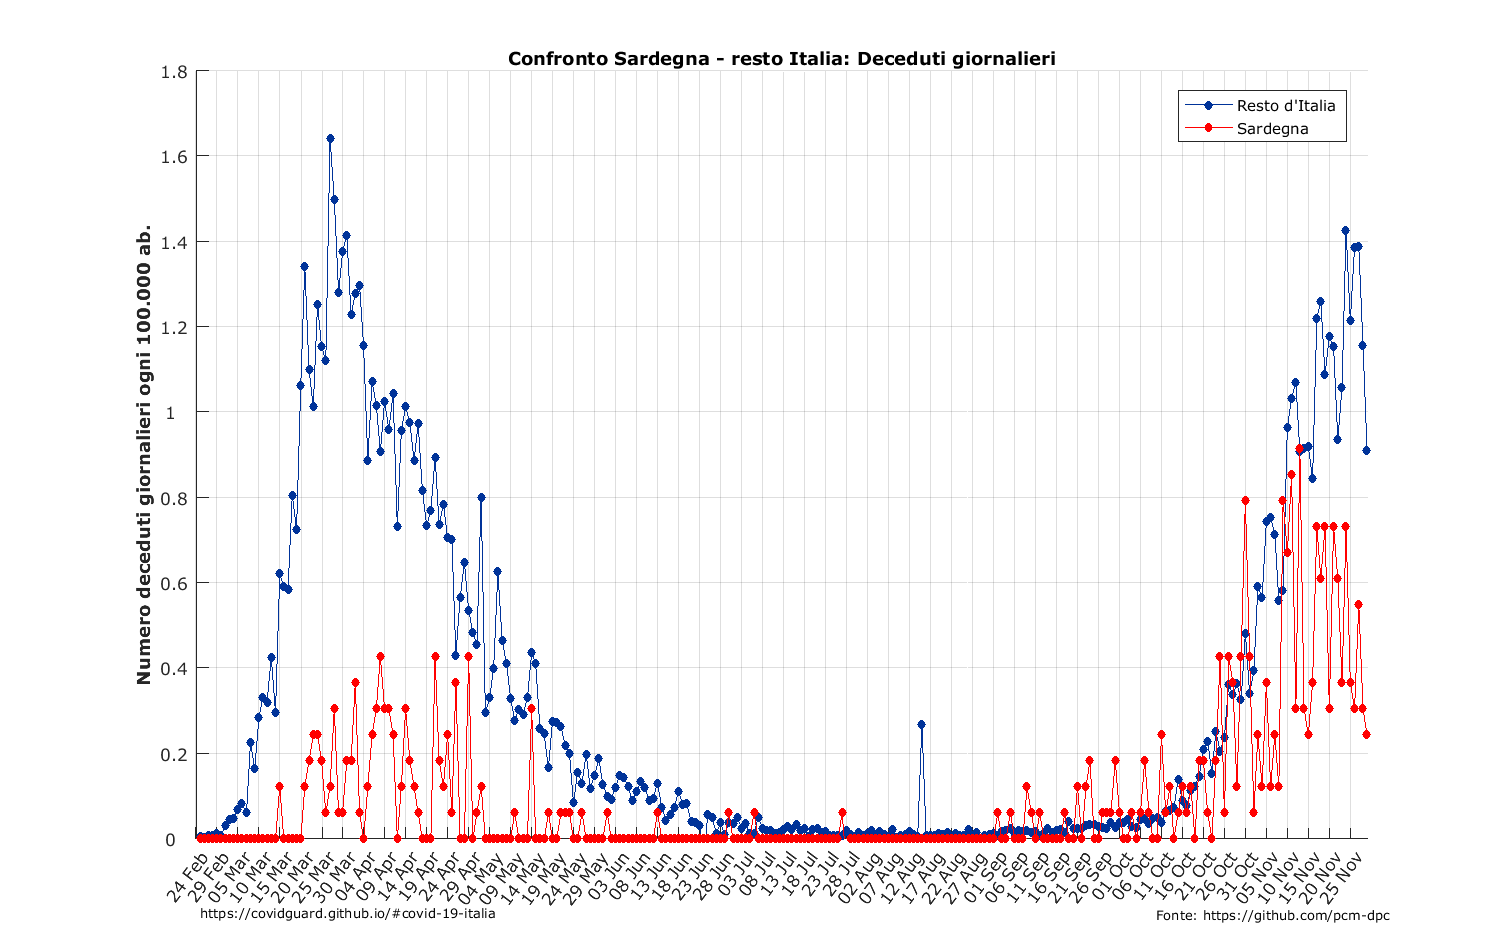 Confronto Sardegna - resto Italia: Deceduti giornalieri
Resto d'Italia
Sardegna
Numero deceduti giornalieri ogni 100.000 ab.
1.8
1.6
1.4
1.2
1
0.8
0.6
0.4
0.2
0
24 Feb
29 Feb
05 Mar
10 Mar
15 Mar
20 Mar
25 Mar
30 Mar
04 Apr
09 Apr
14 Apr
19 Apr
24 Apr
29 Apr
04 May
09 May
14 May
19 May
24 May
29 May
03 Jun
08 Jun
13 Jun
18 Jun
23 Jun
28 Jun
03 Jul
08 Jul
13 Jul
18 Jul
23 Jul
28 Jul
02 Aug
07 Aug
12 Aug
17 Aug
22 Aug
27 Aug
01 Sep
06 Sep
11 Sep
16 Sep
21 Sep
26 Sep
01 Oct
06 Oct
11 Oct
16 Oct
21 Oct
26 Oct
31 Oct
05 Nov
10 Nov
15 Nov
20 Nov
25 Nov
https://covidguard.github.io/#covid-19-italia
Fonte: https://github.com/pcm-dpc